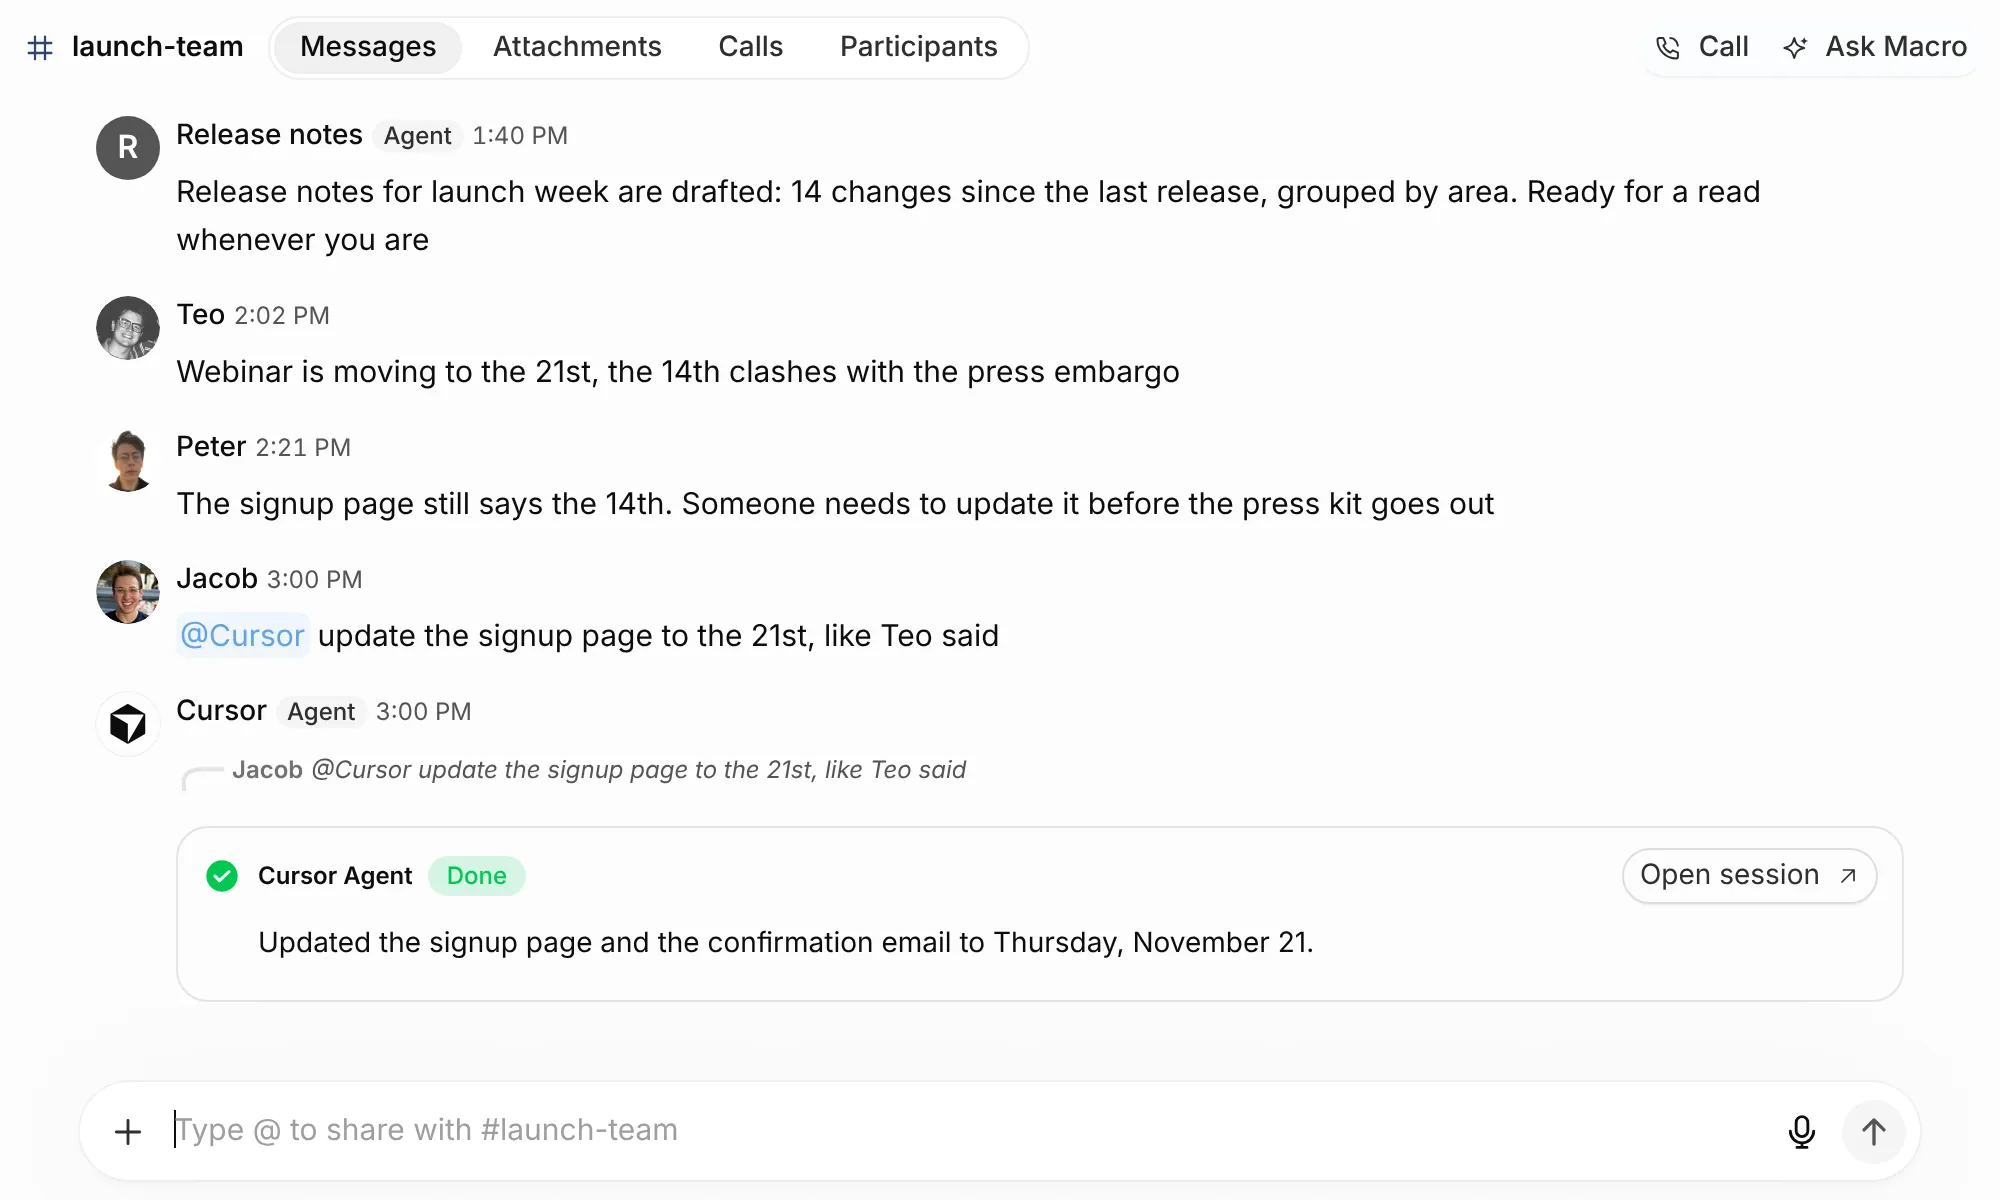 launch-team
Messages
Attachments
Calls
Participants
Call
Ask Macro
R
Release notes Agent 1:40 PM
Release notes for launch week are drafted: 14 changes since the last release, grouped by area. Ready for a read
whenever you are
Teo 2:02 PM
Webinar is moving to the 21st, the 14th clashes with the press embargo
Peter 2:21 PM
The signup page still says the 14th. Someone needs to update it before the press kit goes out
Jacob 3:00 PM
@Cursor update the signup page to the 21st, like Teo said
Cursor Agent 3:00 PM
Jacob @Cursor update the signup page to the 21st, like Teo said
Cursor Agent Done
Open session
Updated the signup page and the confirmation email to Thursday, November 21.
Type @ to share with #launch-team